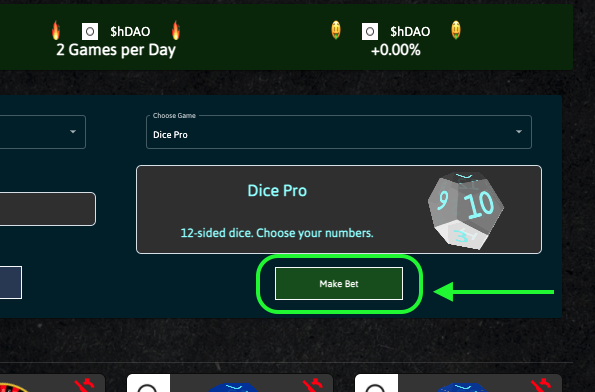 $hDAO
2 Games per Day
$hDAO
+0.00%
Choose Game
Dice Pro
Dice Pro
12-sided dice. Choose your numbers.
9
10
3
Make Bet